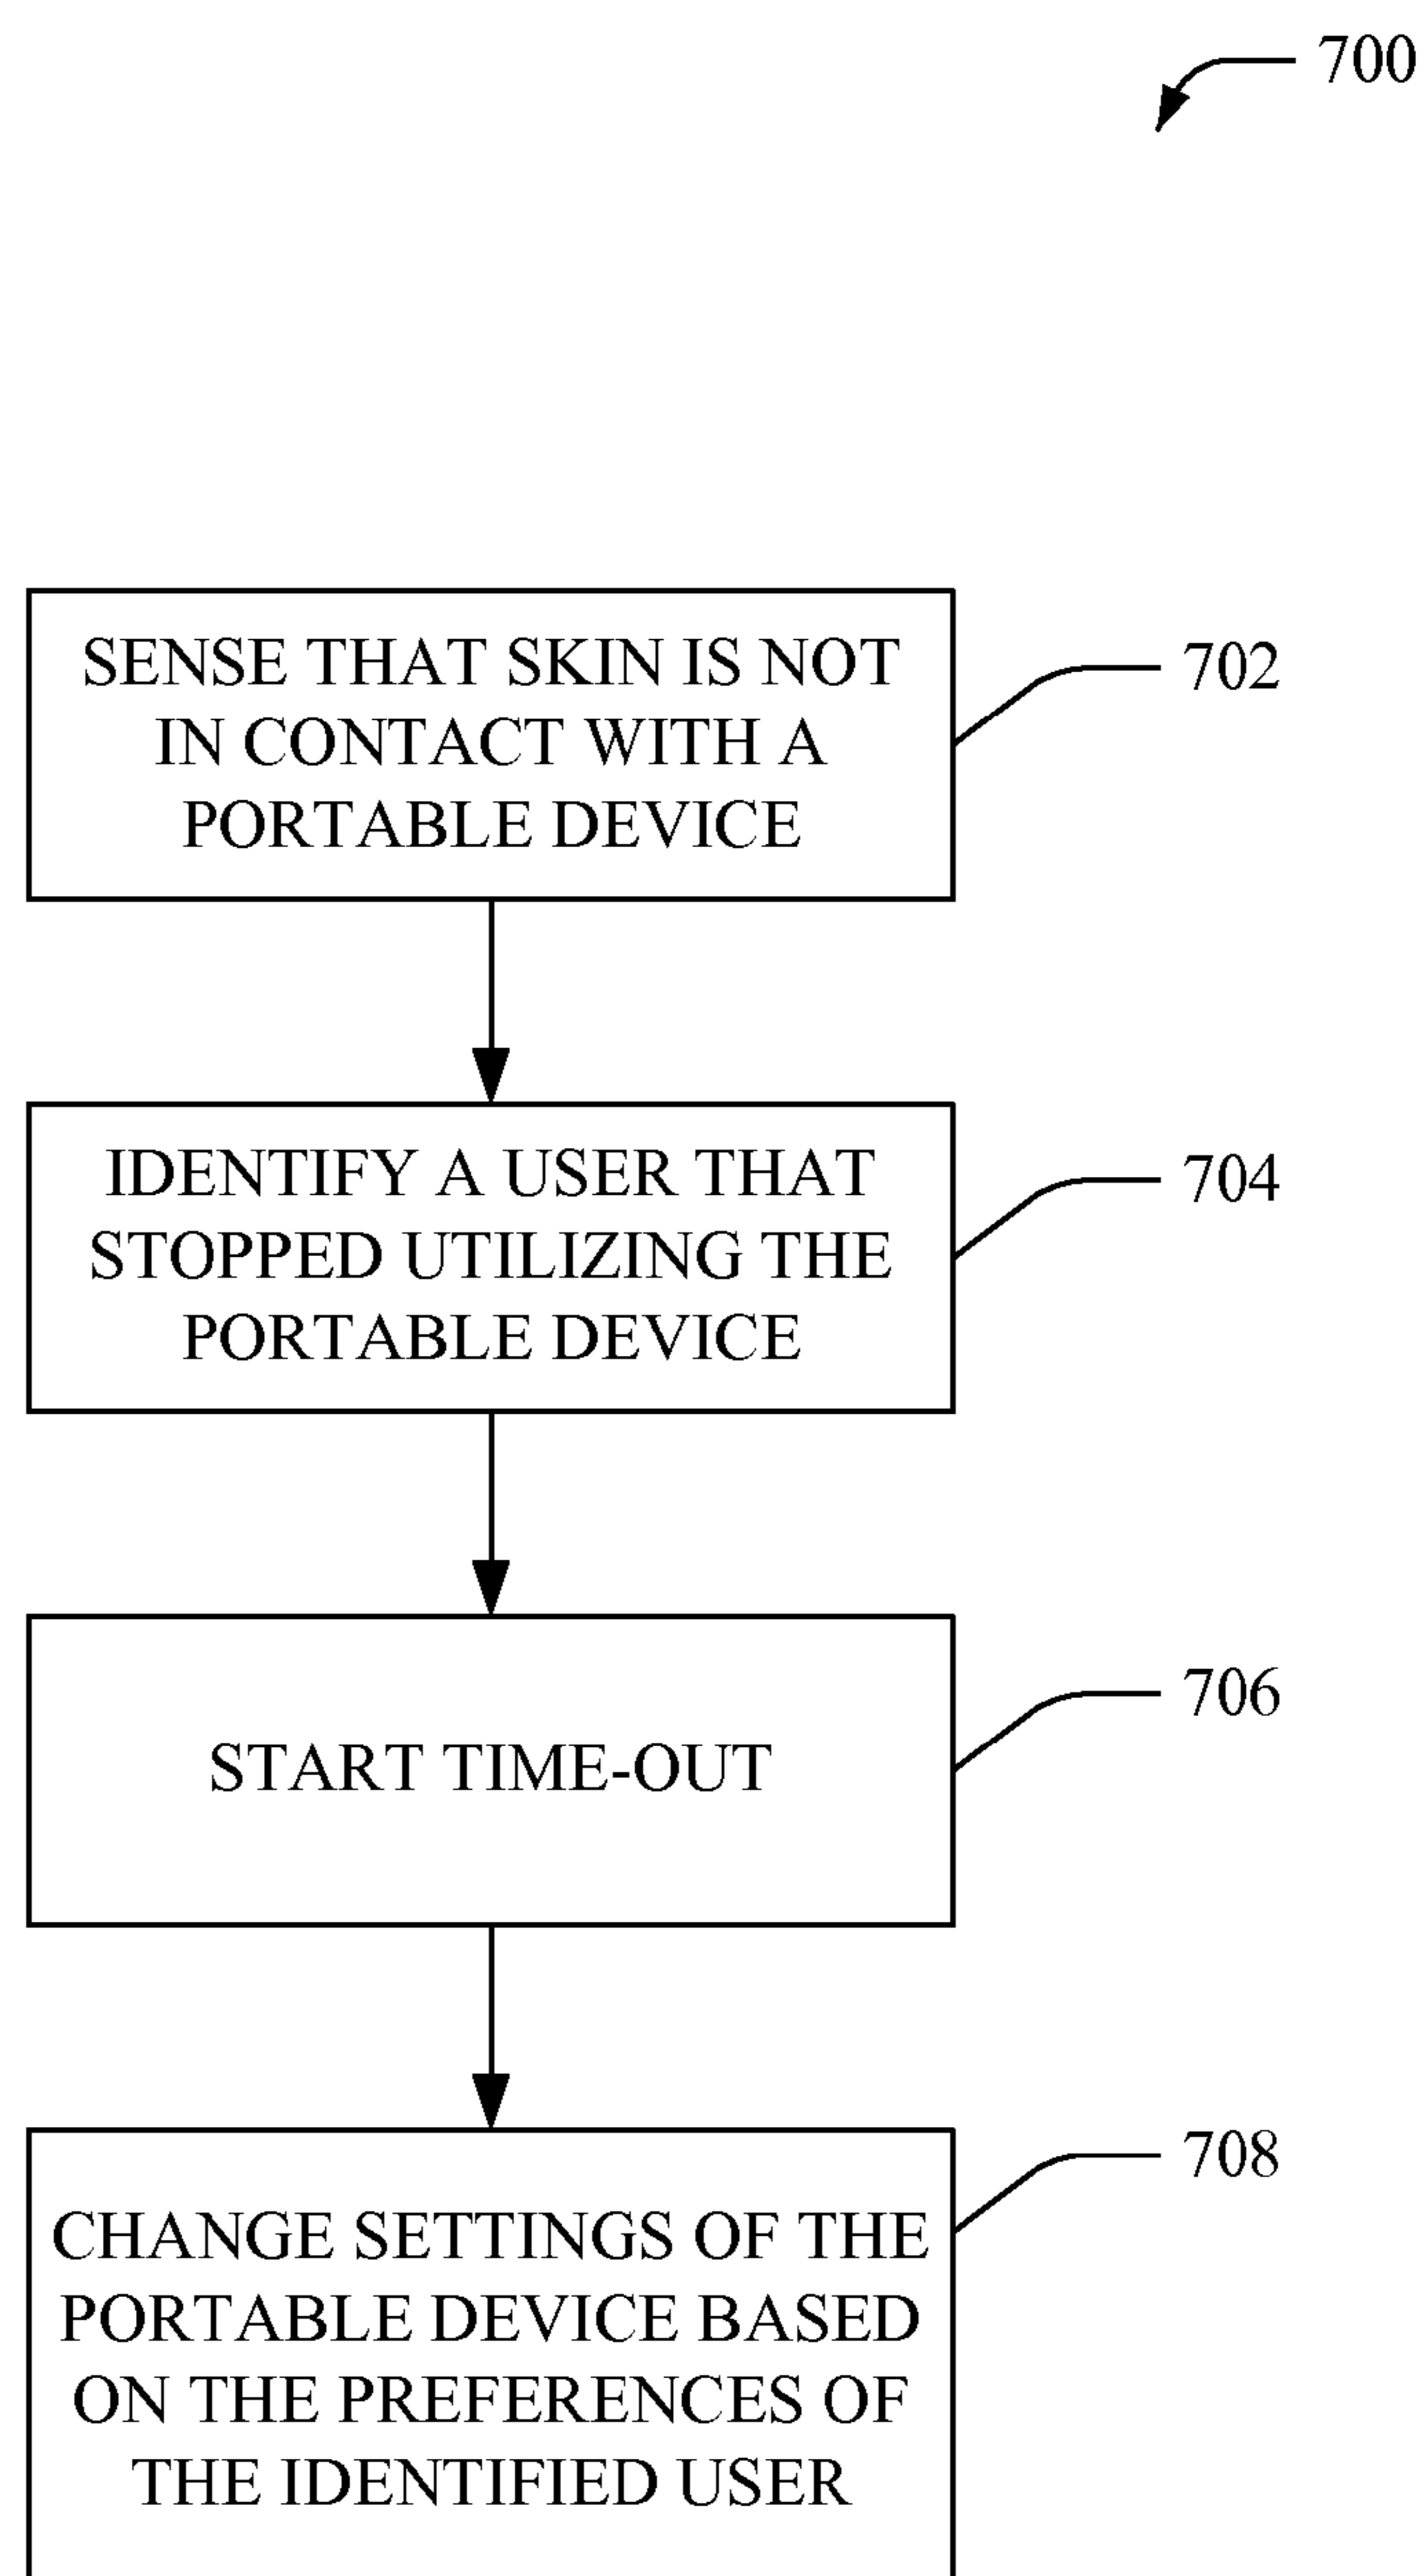 700
SENSE THAT SKIN IS NOT
IN CONTACT WITH A
PORTABLE DEVICE
702
IDENTIFY A USER THAT
STOPPED UTILIZING THE
PORTABLE DEVICE
704
START TIME-OUT
706
CHANGE SETTINGS OF THE
PORTABLE DEVICE BASED
ON THE PREFERENCES OF
THE IDENTIFIED USER
708